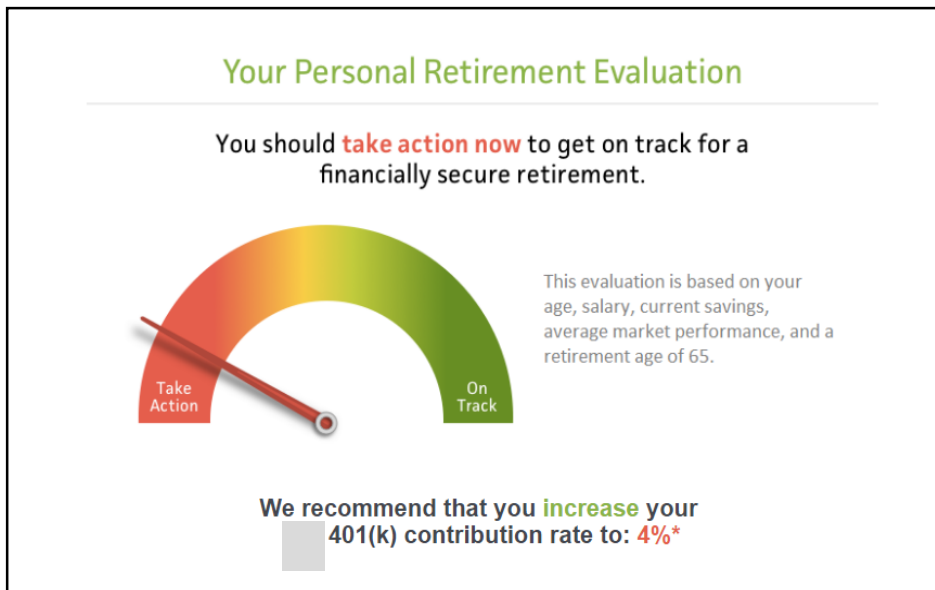 Your Personal Retirement Evaluation
You should take action now to get on track for a
financially secure retirement.
This evaluation is based on your
age, salary, current savings,
average market performance, and a
retirement age of 65.
Take
Action
On
Track
We recommend that you increase your
401(k) contribution rate to: 4%*